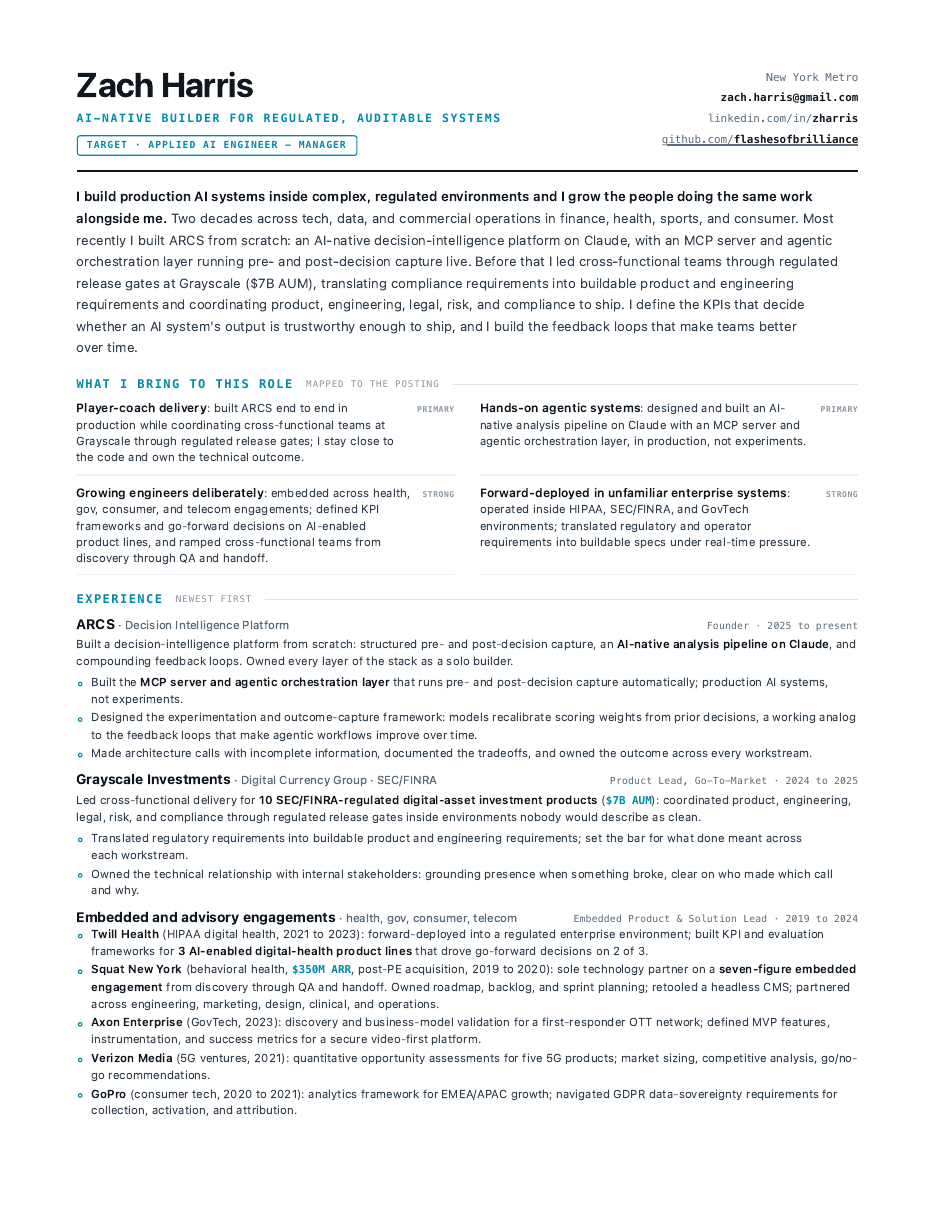 Zach Harris
AI-NATIVE BUILDER FOR REGULATED, AUDITABLE SYSTEMS
TARGET · APPLIED AI ENGINEER - MANAGER
New York Metro
zach.harris@gmail.com
linkedin.com/in/zharris
github.com/flashesofbrilliance
I build production AI systems inside complex, regulated environments and I grow the people doing the same work
alongside me. Two decades across tech, data, and commercial operations in finance, health, sports, and consumer. Most
recently I built ARCS from scratch: an AI-native decision-intelligence platform on Claude, with an MCP server and agentic
orchestration layer running pre- and post-decision capture live. Before that I led cross-functional teams through regulated
release gates at Grayscale ($7B AUM), translating compliance requirements into buildable product and engineering
requirements and coordinating product, engineering, legal, risk, and compliance to ship. I define the KPIs that decide
whether an AI system's output is trustworthy enough to ship, and I build the feedback loops that make teams better
over time.
WHAT I BRING TO THIS ROLE MAPPED TO THE POSTING
Player-coach delivery: built ARCS end to end in PRIMARY
production while coordinating cross-functional teams at
Grayscale through regulated release gates; I stay close to
the code and own the technical outcome.
Hands-on agentic systems: designed and built an AI- PRIMARY
native analysis pipeline on Claude with an MCP server and
agentic orchestration layer, in production, not experiments.
Growing engineers deliberately: embedded across health, STRONG
gov, consumer, and telecom engagements; defined KPI
frameworks and go-forward decisions on AI-enabled
product lines, and ramped cross-functional teams from
discovery through QA and handoff.
Forward-deployed in unfamiliar enterprise systems: STRONG
operated inside HIPAA, SEC/FINRA, and GovTech
environments; translated regulatory and operator
requirements into buildable specs under real-time pressure.
EXPERIENCE NEWEST FIRST
ARCS · Decision Intelligence Platform Founder · 2025 to present
Built a decision-intelligence platform from scratch: structured pre- and post-decision capture, an AI-native analysis pipeline on Claude, and
compounding feedback loops. Owned every layer of the stack as a solo builder.
Built the MCP server and agentic orchestration layer that runs pre- and post-decision capture automatically; production AI systems,
not experiments.
Designed the experimentation and outcome-capture framework: models recalibrate scoring weights from prior decisions, a working analog
to the feedback loops that make agentic workflows improve over time.
Made architecture calls with incomplete information, documented the tradeoffs, and owned the outcome across every workstream.
Grayscale Investments · Digital Currency Group · SEC/FINRA Product Lead, Go-To-Market · 2024 to 2025
Led cross-functional delivery for 10 SEC/FINRA-regulated digital-asset investment products ($7B AUM): coordinated product, engineering,
legal, risk, and compliance through regulated release gates inside environments nobody would describe as clean.
Translated regulatory requirements into buildable product and engineering requirements; set the bar for what done meant across
each workstream.
Owned the technical relationship with internal stakeholders: grounding presence when something broke, clear on who made which call
and why.
Embedded and advisory engagements · health, gov, consumer, telecom Embedded Product & Solution Lead · 2019 to 2024
Twill Health (HIPAA digital health, 2021 to 2023): forward-deployed into a regulated enterprise environment; built KPI and evaluation
frameworks for 3 AI-enabled digital-health product lines that drove go-forward decisions on 2 of 3.
Squat New York (behavioral health, $350M ARR, post-PE acquisition, 2019 to 2020): sole technology partner on a seven-figure embedded
engagement from discovery through QA and handoff. Owned roadmap, backlog, and sprint planning; retooled a headless CMS; partnered
across engineering, marketing, design, clinical, and operations.
Axon Enterprise (GovTech, 2023): discovery and business-model validation for a first-responder OTT network; defined MVP features,
instrumentation, and success metrics for a secure video-first platform.
Verizon Media (5G ventures, 2021): quantitative opportunity assessments for five 5G products; market sizing, competitive analysis, go/no-
go recommendations.
GoPro (consumer tech, 2020 to 2021): analytics framework for EMEA/APAC growth; navigated GDPR data-sovereignty requirements for
collection, activation, and attribution.